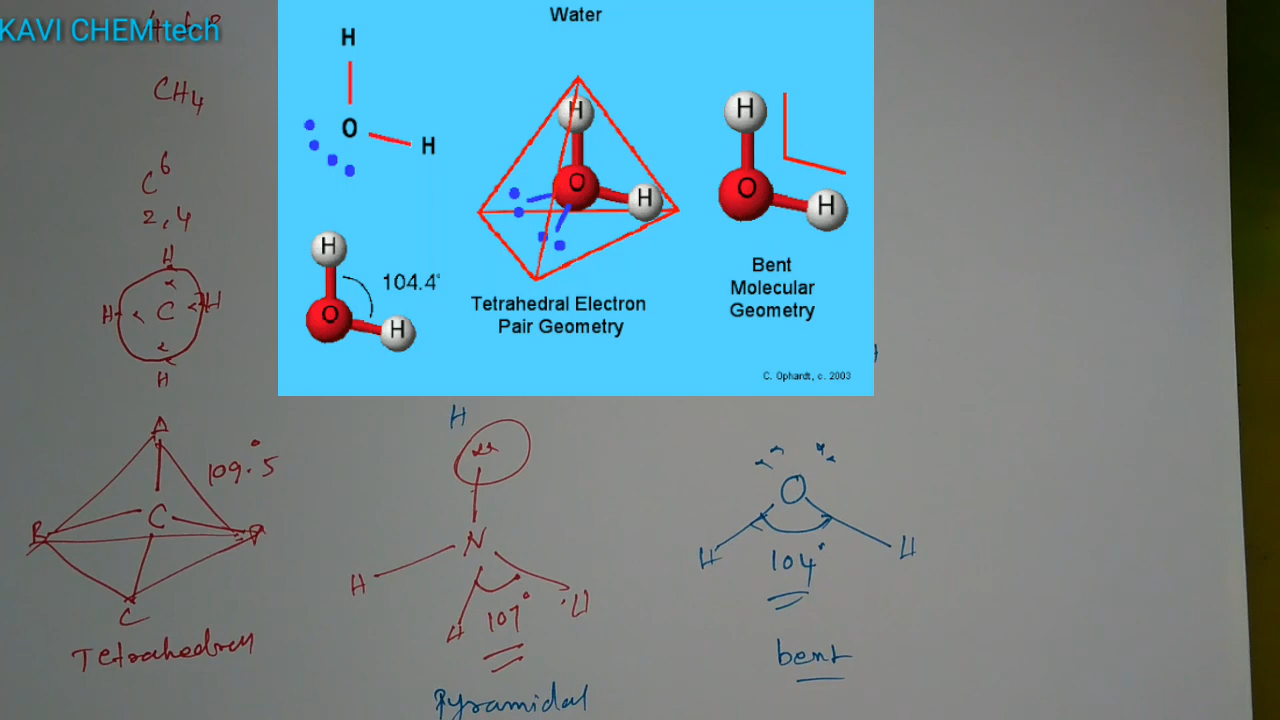 KAVI CHEM tech
CH4
C6
2, 4
H
H C H
H
A
109.5°
B C D
C
Tetrahedren
Water
H
O
H
H
O
H
104.4°
H
O
H
Tetrahedral Electron
Pair Geometry
H
O
H
Bent
Molecular
Geometry
C. Ophardt, c. 2003
H
N
H
H
H
107°
Pyramidal
O
H
H
104°
bent